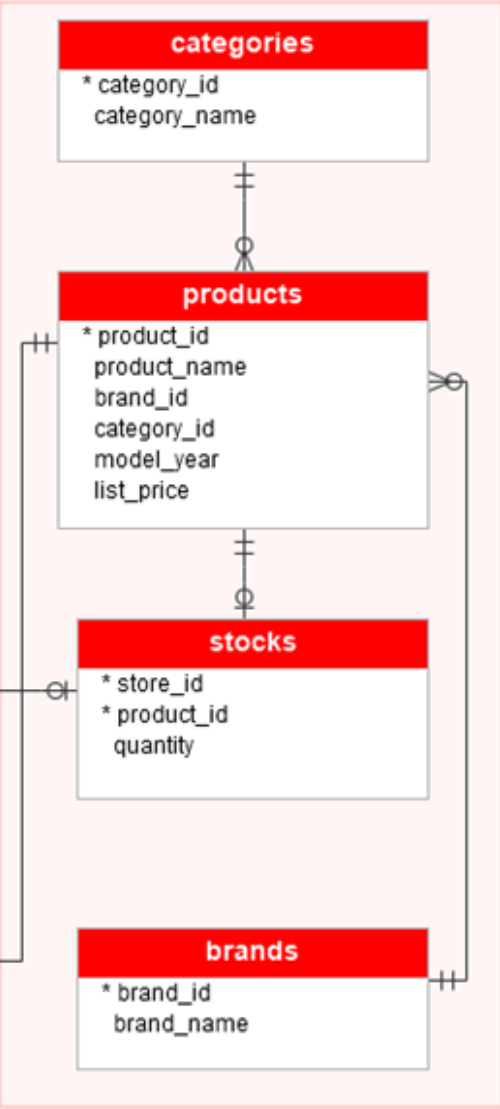 categories
* category_id
category_name
products
* product_id
product_name
brand_id
category_id
model_year
list_price
stocks
* store_id
* product_id
quantity
brands
* brand_id
brand_name